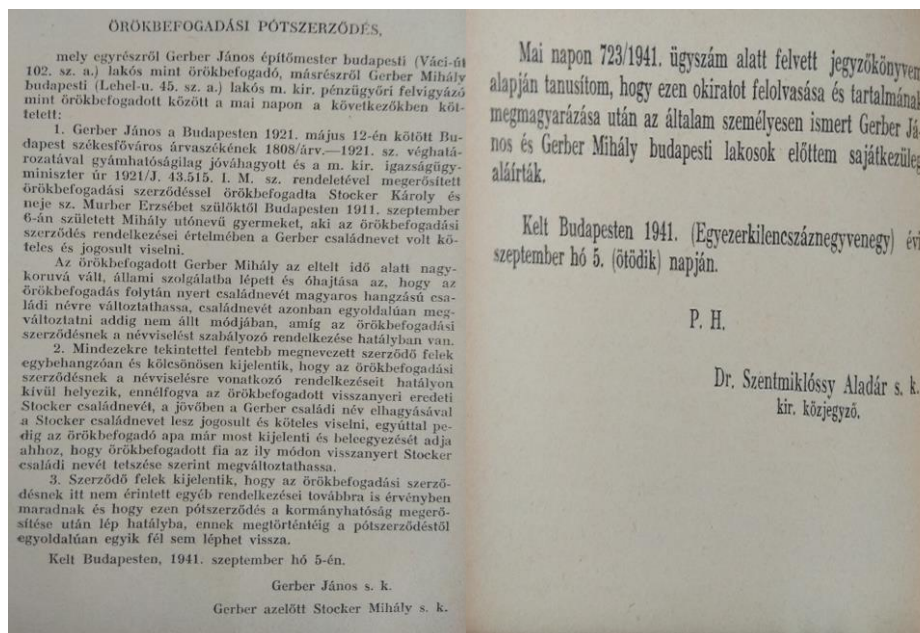 ÖRÖKBEFOGADÁSI PÓTSZERZŐDÉS,
mely egyrészről Gerber János építőmester budapesti (Váci-út
102. sz. a.) lakós mint örökbefogadó, másrészről Gerber Mihály
budapesti (Lehel-u. 45. sz. a.) lakós m. kir. pénzügyőri felvigyázó
mint örökbefogadott között a mai napon a következőkben köt-
tetett:
1. Gerber János a Budapesten 1921. május 12-én kötött Bu-
dapest székesfőváros árvaszékének 1808/árv.—1921. sz. véghatá-
rozatával gyámhatóságilag jóváhagyott és a m. kir. igazságügy-
miniszter úr 1921/J. 43.515. I. M. sz. rendeletével megerősített
örökbefogadási szerződéssel örökbefogadta Stocker Károly és
neje sz. Murber Erzsébet szülőktől Budapesten 1911. szeptember
6-án született Mihály utónevű gyermeket, aki az örökbefogadási
szerződés rendelkezései értelmében a Gerber családnevet volt kö-
teles és jogosult viselni.
Az örökbefogadott Gerber Mihály az eltelt idő alatt nagy-
koruvá vált, állami szolgálatba lépett és óhajtása az, hogy az
örökbefogadás folytán nyert családnevét magyaros hangzású csa-
ládi névre változtathassa, családnevét azonban egyoldalúan meg-
változtatni addig nem állt módjában, amíg az örökbefogadási
szerződésnek a névviselést szabályozó rendelkezése hatályban van.
2. Mindezekre tekintettel fentebb megnevezett szerződő felek
egybehangzóan és kölcsönösen kijelentik, hogy az örökbefogadási
szerződésnek a névviselésre vonatkozó rendelkezéseit hatályon
kívül helyezik, ennélfogva az örökbefogadott visszanyeri eredeti
Stocker családnevét, a jövőben a Gerber családi név elhagyásával
a Stocker családnevet lesz jogosult és köteles viselni, egyúttal pe-
dig az örökbefogadó apa már most kijelenti és beleegyezését adja
ahhoz, hogy örökbefogadott fia az ily módon visszanyert Stocker
családi nevét tetszése szerint megváltoztathassa.
3. Szerződő felek kijelentik, hogy az örökbefogadási szerző-
désnek itt nem érintett egyéb rendelkezései továbbra is érvényben
maradnak és hogy ezen pótszerződés a kormányhatóság megerő-
sítése után lép hatályba, ennek megtörténtéig a pótszerződéstől
egyoldalúan egyik fél sem léphet vissza.
Kelt Budapesten, 1941. szeptember hó 5-én.
Gerber János s. k.
Gerber azelőtt Stocker Mihály s. k.
Mai napon 723/1941. ügyszám alatt felvett jegyzőkönyvem
alapján tanusítom, hogy ezen okiratot felolvasása és tartalmának
megmagyarázása után az általam személyesen ismert Gerber Já-
nos és Gerber Mihály budapesti lakosok előttem sajátkezüleg
aláírták.
Kelt Budapesten 1941. (Egyezerkilencszáznegyvenegy) évi
szeptember hó 5. (ötödik) napján.
P. H.
Dr. Szentmiklóssy Aladár s. k.
kir. közjegyző.